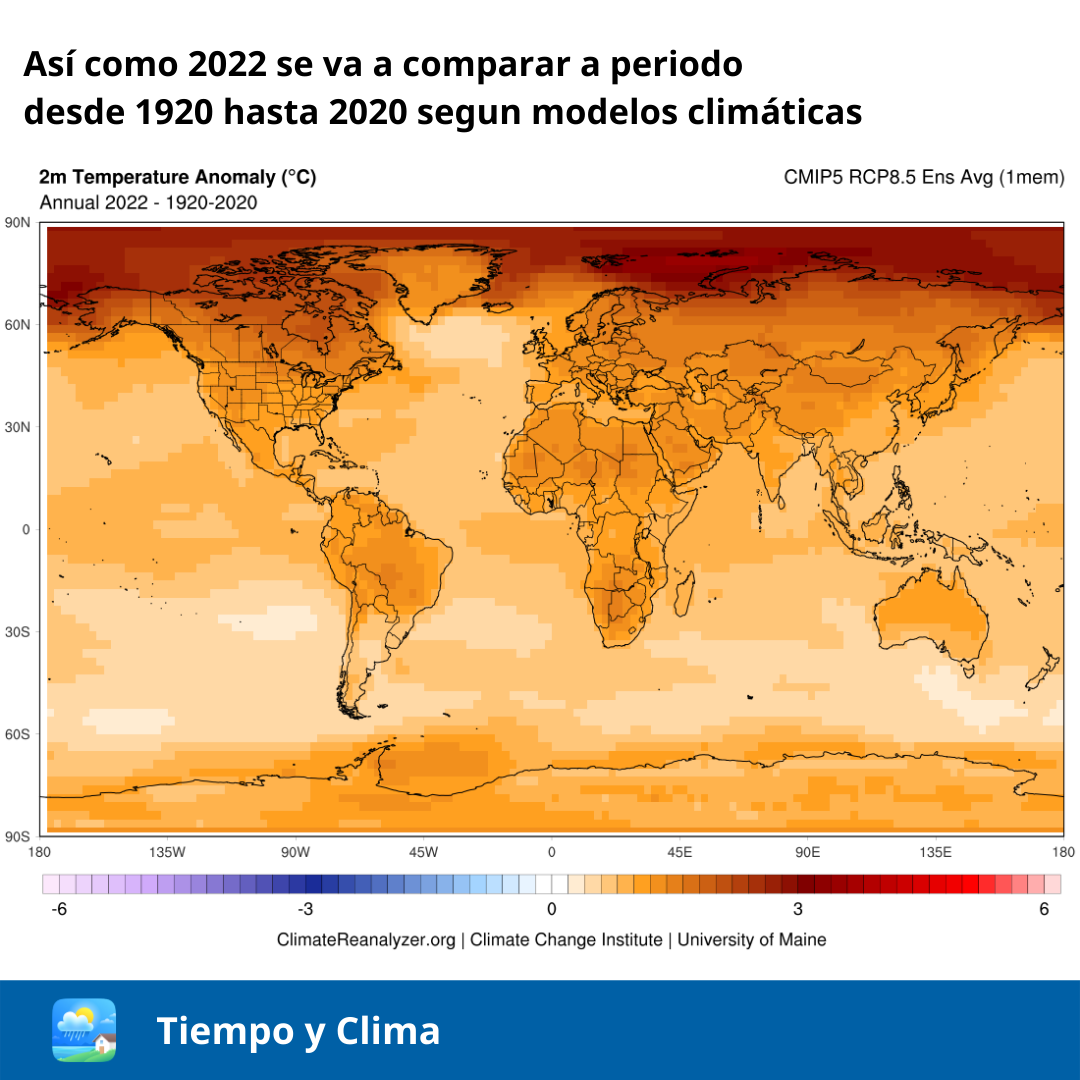 Así como 2022 se va a comparar a periodo
desde 1920 hasta 2020 segun modelos climáticas
2m Temperature Anomaly (°C)
CMIP5 RCP8.5 Ens Avg (1mem)
Annual 2022 - 1920-2020
90N
60N
30N
0
30S
60S
90S
180 135W 90W 45W 0 45E 90E 135E 180
-6 -3 0 3 6
ClimateReanalyzer.org | Climate Change Institute | University of Maine
Tiempo y Clima